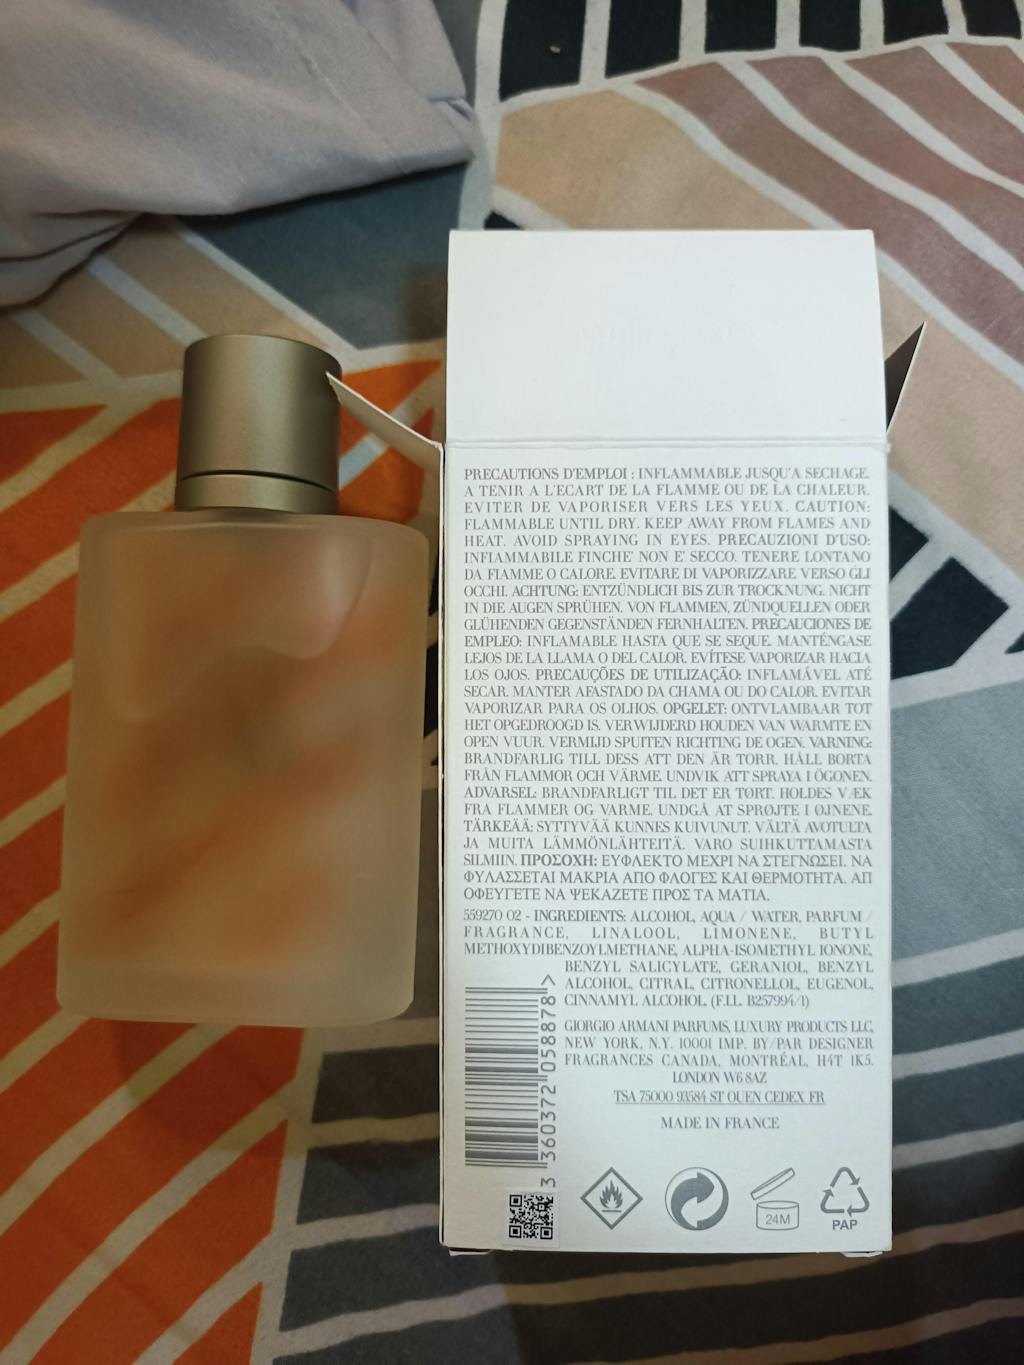 PRECAUTIONS D'EMPLOI : INFLAMMABLE JUSQU'A SECHAGE.
A TENIR A L'ECART DE LA FLAMME OU DE LA CHALEUR.
EVITER DE VAPORISER VERS LES YEUX. CAUTION:
FLAMMABLE UNTIL DRY. KEEP AWAY FROM FLAMES AND
HEAT. AVOID SPRAYING IN EYES. PRECAUZIONI D'USO:
INFIAMMABILE FINCHE' NON E' SECCO. TENERE LONTANO
DA FIAMME O CALORE. EVITARE DI VAPORIZZARE VERSO GLI
OCCHI. ACHTUNG: ENTZÜNDLICH BIS ZUR TROCKNUNG. NICHT
IN DIE AUGEN SPRÜHEN. VON FLAMMEN, ZÜNDQUELLEN ODER
GLÜHENDEN GEGENSTÄNDEN FERNHALTEN. PRECAUCIONES DE
EMPLEO: INFLAMABLE HASTA QUE SE SEQUE. MANTÉNGASE
LEJOS DE LA LLAMA O DEL CALOR. EVÍTESE VAPORIZAR HACIA
LOS OJOS. PRECAUÇÕES DE UTILIZAÇÃO: INFLAMÁVEL ATÉ
SECAR. MANTER AFASTADO DA CHAMA OU DO CALOR. EVITAR
VAPORIZAR PARA OS OLHOS. OPGELET: ONTVLAMBAAR TOT
HET OPGEDROOGD IS. VERWIJDERD HOUDEN VAN WARMTE EN
OPEN VUUR. VERMIJD SPUITEN RICHTING DE OGEN. VARNING:
BRANDFARLIG TILL DESS ATT DEN ÄR TORR. HÅLL BORTA
FRÅN FLAMMOR OCH VÄRME. UNDVIK ATT SPRAYA I ÖGONEN.
ADVARSEL: BRANDFARLIGT TIL DET ER TØRT. HOLDES VÆK
FRA FLAMMER OG VARME. UNDGÅ AT SPRØJTE I ØJNENE.
TÄRKEÄÄ: SYTTYVÄÄ KUNNES KUIVUNUT. VÄLTÄ AVOTULTA
JA MUITA LÄMMÖNLÄHTEITÄ. VARO SUIHKUTTAMASTA
SILMIIN. ΠΡΟΣΟΧΗ: ΕΥΦΛΕΚΤΟ ΜΕΧΡΙ ΝΑ ΣΤΕΓΝΩΣΕΙ. ΝΑ
ΦΥΛΑΣΣΕΤΑΙ ΜΑΚΡΙΑ ΑΠΟ ΦΛΟΓΕΣ ΚΑΙ ΘΕΡΜΟΤΗΤΑ. ΑΠ
ΟΦΕΥΓΕΤΕ ΝΑ ΨΕΚΑΖΕΤΕ ΠΡΟΣ ΤΑ ΜΑΤΙΑ.
559270 02 - INGREDIENTS: ALCOHOL, AQUA / WATER, PARFUM /
FRAGRANCE, LINALOOL, LIMONENE, BUTYL
METHOXYDIBENZOYLMETHANE, ALPHA-ISOMETHYL IONONE,
BENZYL SALICYLATE, GERANIOL, BENZYL
ALCOHOL, CITRAL, CITRONELLOL, EUGENOL,
CINNAMYL ALCOHOL (F.I.L. B257994/1)
GIORGIO ARMANI PARFUMS, LUXURY PRODUCTS LLC,
NEW YORK, N.Y. 10001 IMP. BY/PAR DESIGNER
FRAGRANCES CANADA, MONTRÉAL, H4T 1K5.
LONDON W6 8AZ
TSA 75000 93584 ST OUEN CEDEX FR
MADE IN FRANCE
3 360372 058878 >
24M
PAP